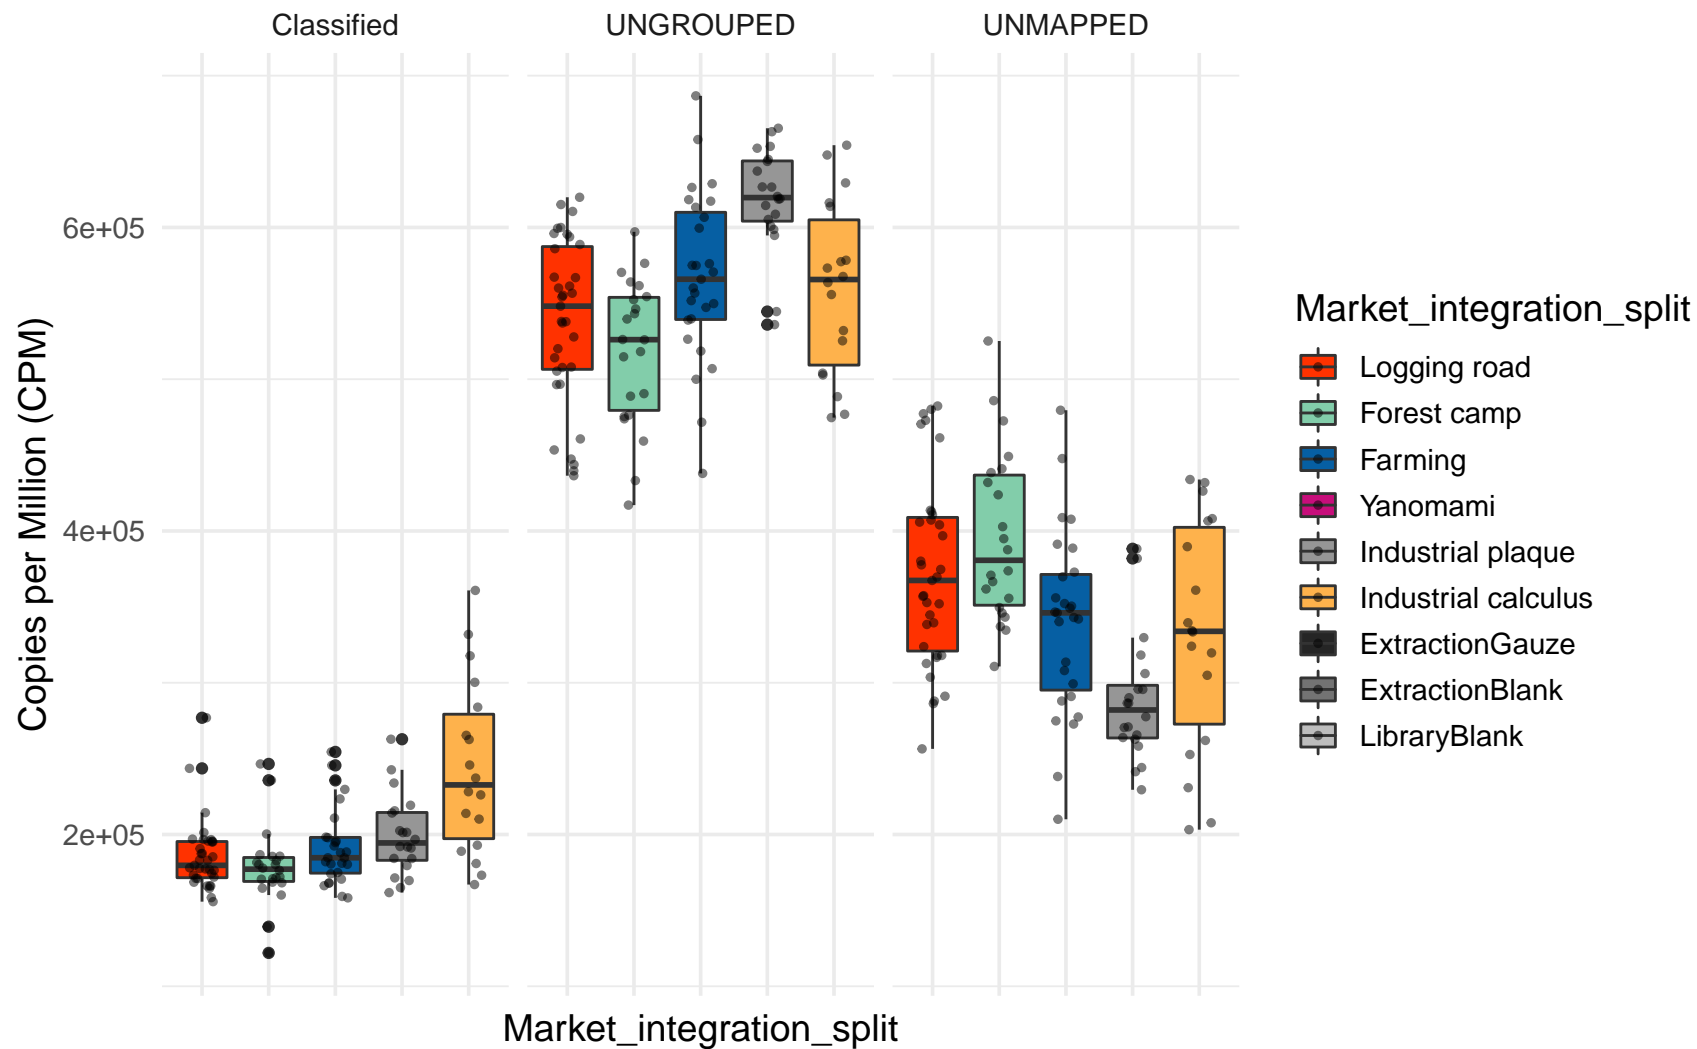 Classified
UNGROUPED
UNMAPPED
Copies per Million (CPM)
6e+05
4e+05
2e+05
Market_integration_split
Market_integration_split
Logging road
Forest camp
Farming
Yanomami
Industrial plaque
Industrial calculus
ExtractionGauze
ExtractionBlank
LibraryBlank